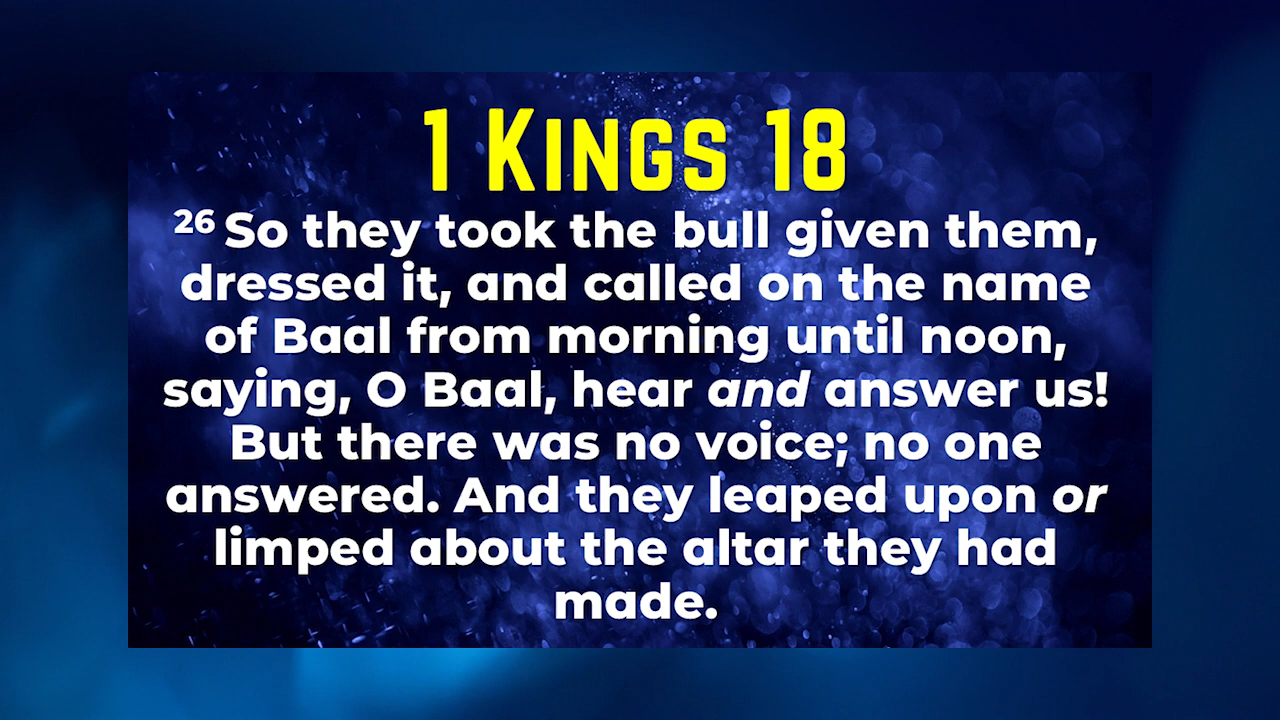 1 Kings 18
26 So they took the bull given them,
dressed it, and called on the name
of Baal from morning until noon,
saying, O Baal, hear and answer us!
But there was no voice; no one
answered. And they leaped upon or
limped about the altar they had
made.